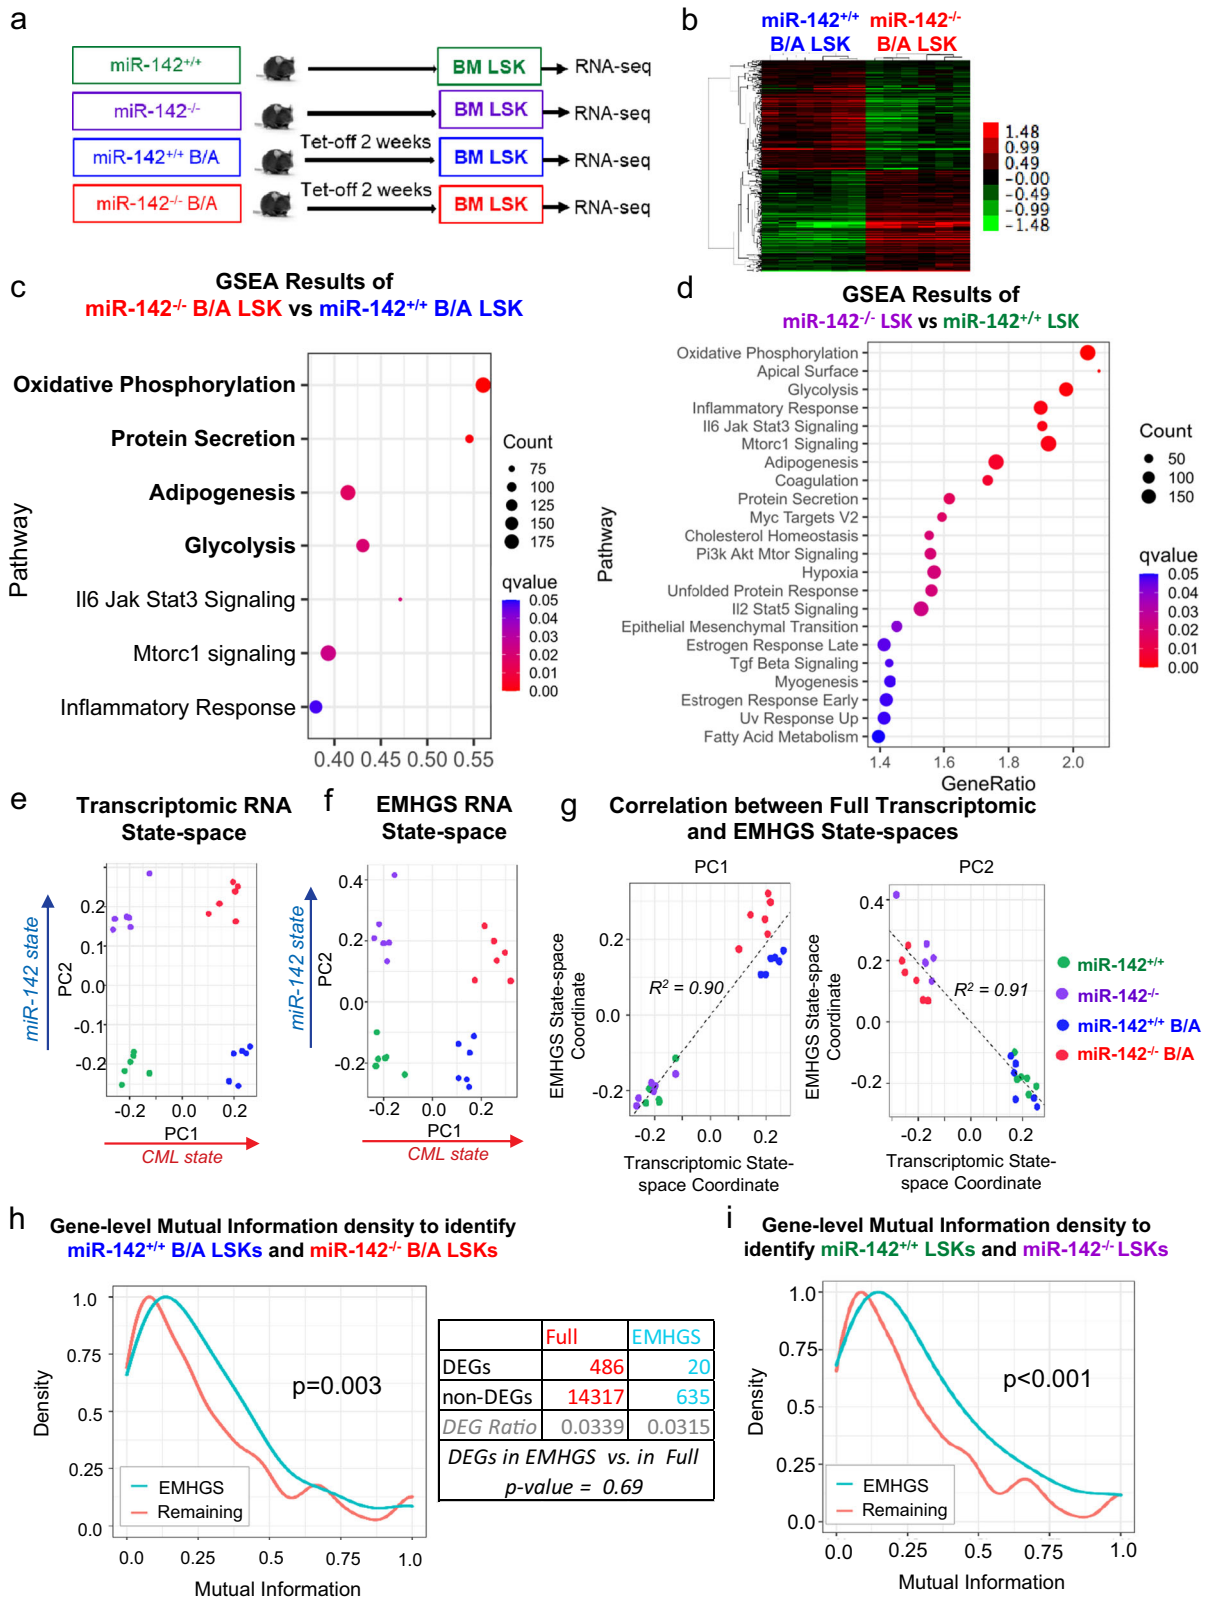 a
miR-142+/+
BM LSK
RNA-seq
miR-142-/-
BM LSK
RNA-seq
miR-142+/+ B/A
Tet-off 2 weeks
BM LSK
RNA-seq
miR-142-/- B/A
Tet-off 2 weeks
BM LSK
RNA-seq
b
miR-142+/+ miR-142-/-
B/A LSK B/A LSK
1.48
0.99
0.49
-0.00
-0.49
-0.99
-1.48
c
GSEA Results of
miR-142-/- B/A LSK vs miR-142+/+ B/A LSK
Pathway
Oxidative Phosphorylation
Protein Secretion
Adipogenesis
Glycolysis
Il6 Jak Stat3 Signaling
Mtorc1 signaling
Inflammatory Response
0.40 0.45 0.50 0.55
Count
75
100
125
150
175
qvalue
0.05
0.04
0.03
0.02
0.01
0.00
d
GSEA Results of
miR-142-/- LSK vs miR-142+/+ LSK
Pathway
Oxidative Phosphorylation
Apical Surface
Glycolysis
Inflammatory Response
Il6 Jak Stat3 Signaling
Mtorc1 Signaling
Adipogenesis
Coagulation
Protein Secretion
Myc Targets V2
Cholesterol Homeostasis
Pi3k Akt Mtor Signaling
Hypoxia
Unfolded Protein Response
Il2 Stat5 Signaling
Epithelial Mesenchymal Transition
Estrogen Response Late
Tgf Beta Signaling
Myogenesis
Estrogen Response Early
Uv Response Up
Fatty Acid Metabolism
1.4 1.6 1.8 2.0
GeneRatio
Count
50
100
150
qvalue
0.05
0.04
0.03
0.02
0.01
0.00
e
Transcriptomic RNA
State-space
miR-142 state
PC2
0.2
0.1
0.0
-0.1
-0.2
-0.2 0.0 0.2
PC1
CML state
f
EMHGS RNA
State-space
miR-142 state
PC2
0.4
0.2
0.0
-0.2
-0.2 0.0 0.2
PC1
CML state
g
Correlation between Full Transcriptomic
and EMHGS State-spaces
PC1
EMHGS State-space
Coordinate
0.2
0.0
-0.2
R2 = 0.90
-0.2 0.0 0.2
Transcriptomic State-
space Coordinate
PC2
EMHGS State-space
Coordinate
0.4
0.2
0.0
-0.2
R2 = 0.91
-0.2 0.0 0.2
Transcriptomic State-
space Coordinate
miR-142+/+
miR-142-/-
miR-142+/+ B/A
miR-142-/- B/A
h
Gene-level Mutual Information density to identify
miR-142+/+ B/A LSKs and miR-142-/- B/A LSKs
Density
1.0
0.75
0.5
0.25
0.0
p=0.003
EMHGS
Remaining
0.0 0.25 0.5 0.75 1.0
Mutual Information
Full EMHGS
DEGs 486 20
non-DEGs 14317 635
DEG Ratio 0.0339 0.0315
DEGs in EMHGS vs. in Full
p-value = 0.69
i
Gene-level Mutual Information density to
identify miR-142+/+ LSKs and miR-142-/- LSKs
Density
1.0
0.75
0.5
0.25
0.0
p<0.001
EMHGS
Remaining
0.0 0.25 0.5 0.75 1.0
Mutual Information